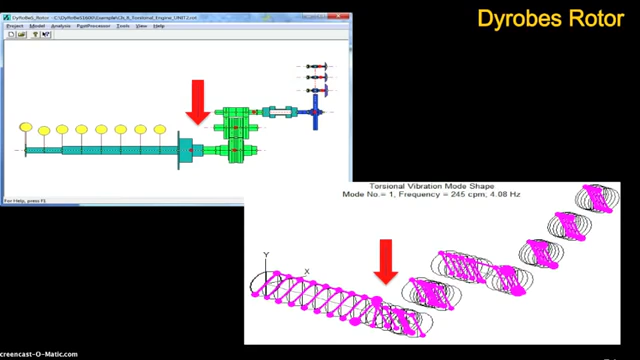 Dyrobes Rotor
DyRoBeS_Rotor
Project Model Analysis PostProcessor Tools View Help
For Help, press F1
Torsional Vibration Mode Shape
Mode No.= 1, Frequency = 245 cpm, 4.08 Hz
Y
X
creencast-O-Matic.com